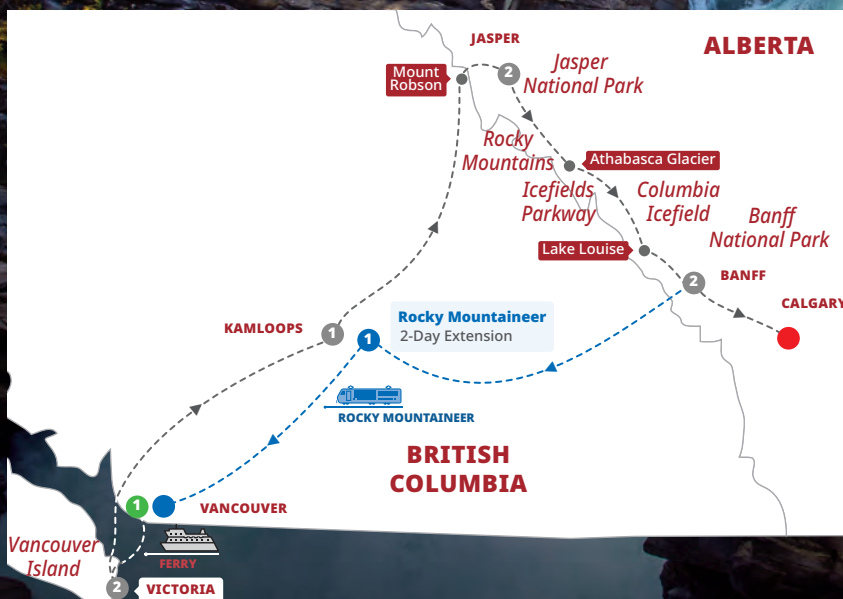 JASPER
ALBERTA
Mount
Robson
2
Jasper
National Park
Rocky
Mountains
Athabasca Glacier
Icefields
Parkway
Columbia
Icefield
Banff
National Park
Lake Louise
2
BANFF
CALGARY
KAMLOOPS
1
1
Rocky Mountaineer
2-Day Extension
ROCKY MOUNTAINEER
BRITISH
COLUMBIA
1
VANCOUVER
Vancouver
Island
FERRY
2
VICTORIA